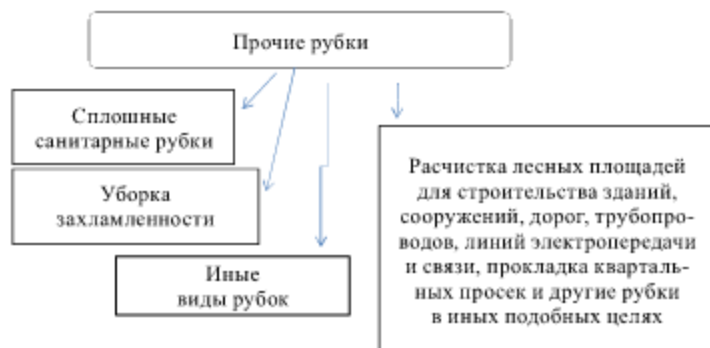 Прочие рубки
Сплошные
санитарные рубки
Уборка
захламленности
Иные
виды рубок
Расчистка лесных площадей
для строительства зданий,
сооружений, дорог, трубопро-
водов, линий электропередачи
и связи, прокладка кварталь-
ных просек и другие рубки
в иных подобных целях